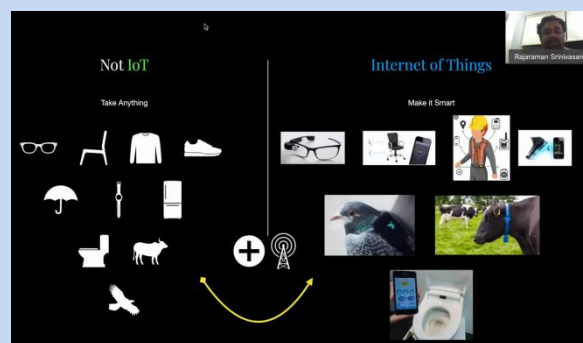 Not IoT
Internet of Things
Rajaraman Srinivasan
Take Anything
Make it Smart